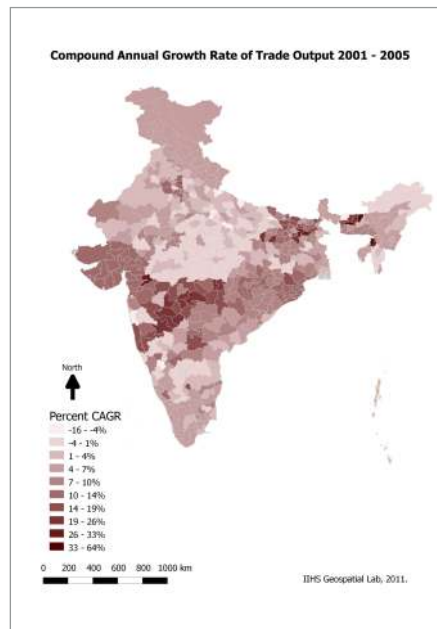 Compound Annual Growth Rate of Trade Output 2001 - 2005
North
Percent CAGR
-16 - -4%
-4 - 1%
1 - 4%
4 - 7%
7 - 10%
10 - 14%
14 - 19%
19 - 26%
26 - 33%
33 - 64%
0 200 400 600 800 1000 km
IIHS Geospatial Lab, 2011.